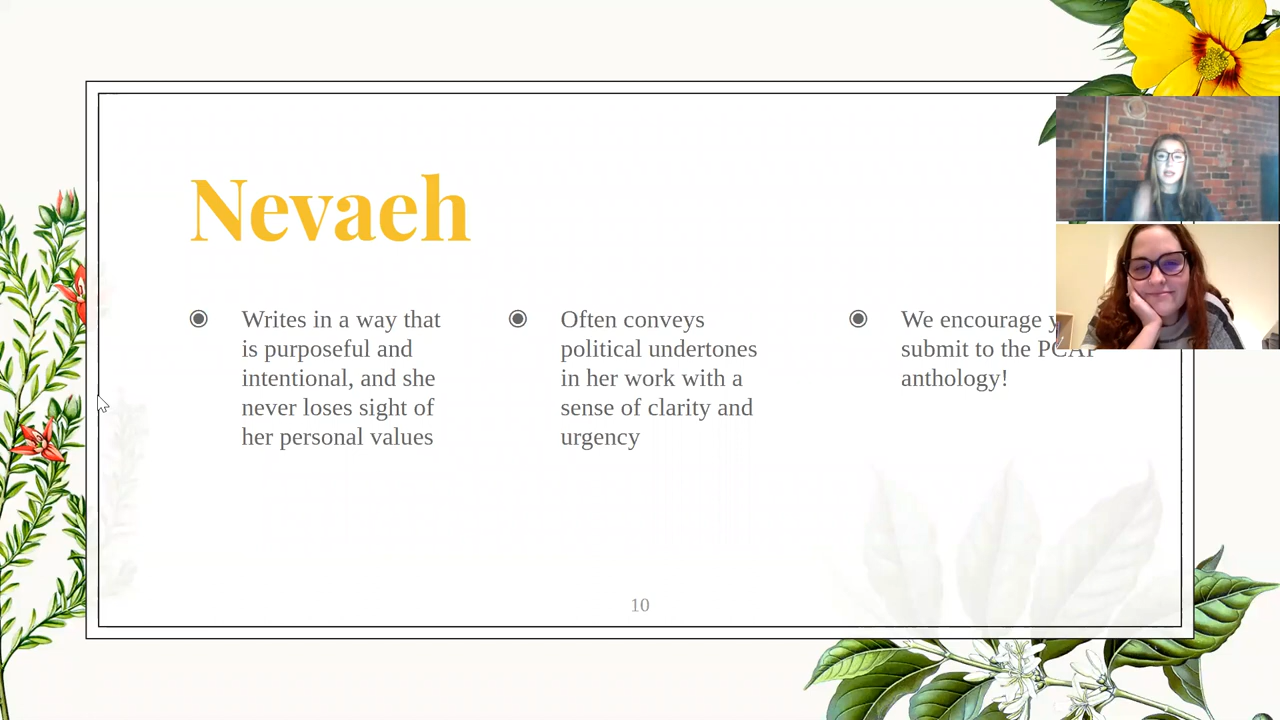 Nevaeh
Writes in a way that
is purposeful and
intentional, and she
never loses sight of
her personal values
Often conveys
political undertones
in her work with a
sense of clarity and
urgency
We encourage
submit to the PCAP
anthology!
10